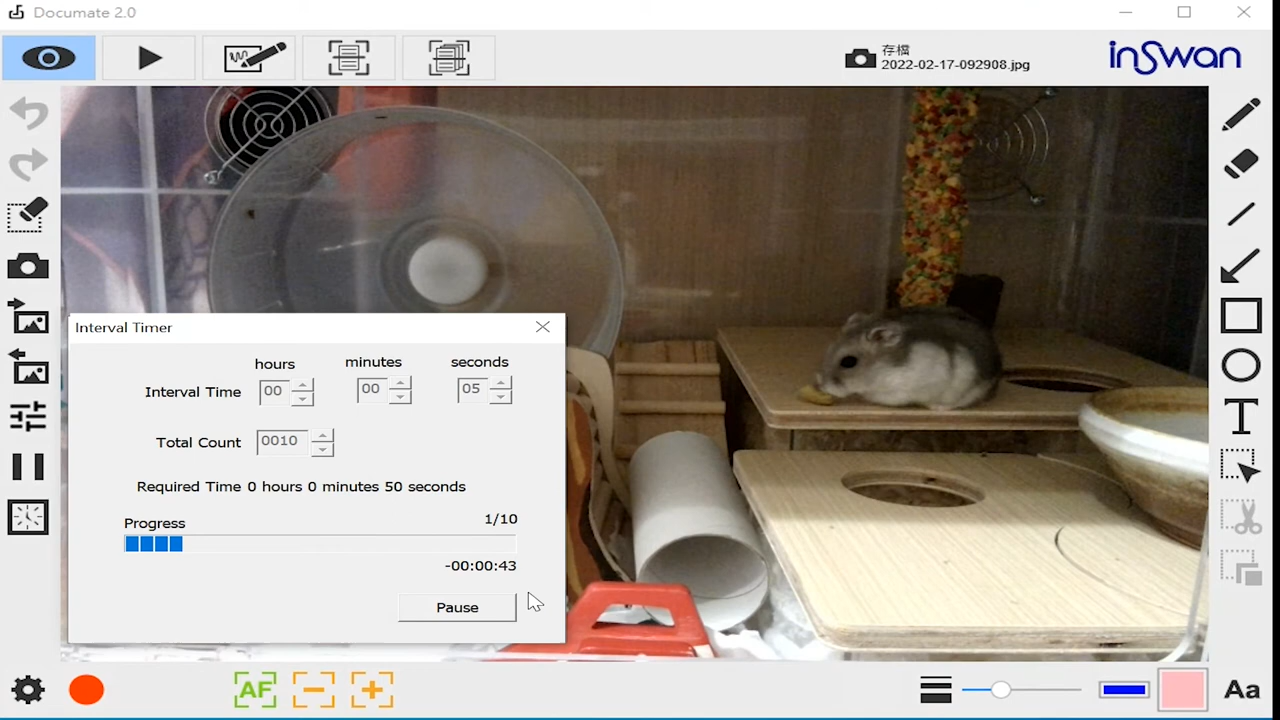 Documate 2.0
存檔
2022-02-17-092908.jpg
inswan
Interval Timer
hours minutes seconds
Interval Time 00 00 05
Total Count 0010
Required Time 0 hours 0 minutes 50 seconds
Progress 1/10
-00:00:43
Pause
T
AF
Aa